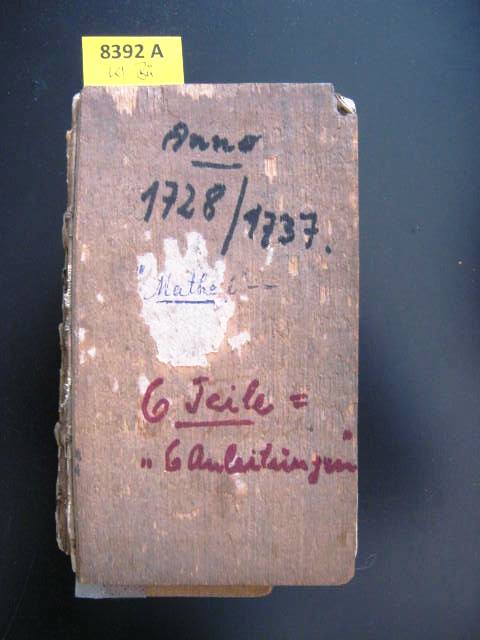 8392 A
Anno
1728/1737.
"Mathe
6 Teile =
„ 6 Anleitungen"